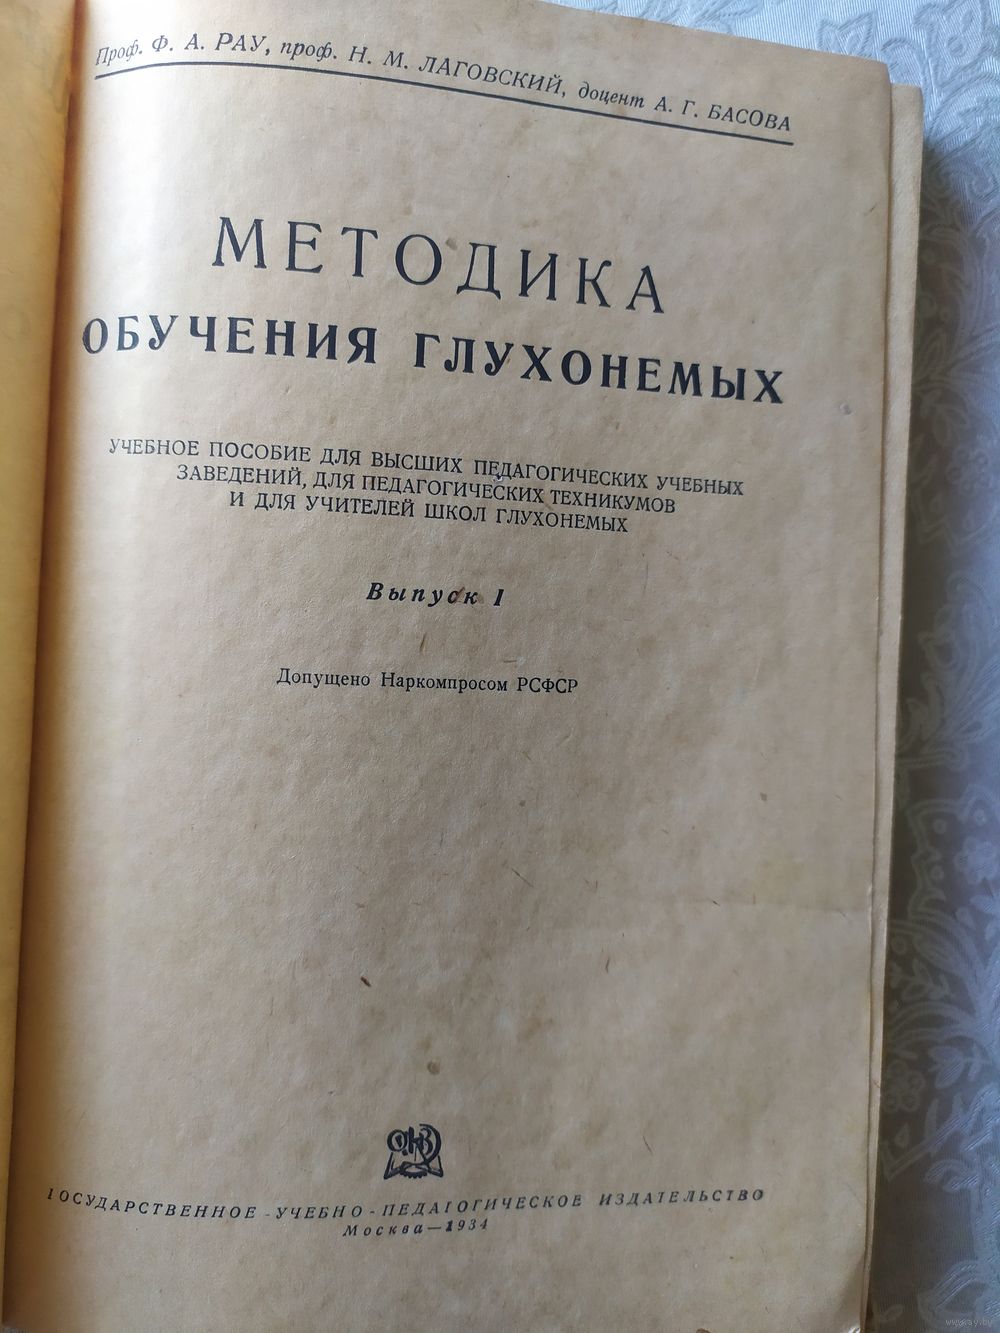 Проф. Ф. А. РАУ, проф. Н. М. ЛАГОВСКИЙ, доцент А. Г. БАСОВА
МЕТОДИКА
ОБУЧЕНИЯ ГЛУХОНЕМЫХ
УЧЕБНОЕ ПОСОБИЕ ДЛЯ ВЫСШИХ ПЕДАГОГИЧЕСКИХ УЧЕБНЫХ
ЗАВЕДЕНИЙ, ДЛЯ ПЕДАГОГИЧЕСКИХ ТЕХНИКУМОВ
И ДЛЯ УЧИТЕЛЕЙ ШКОЛ ГЛУХОНЕМЫХ
Выпуск I
Допущено Наркомпросом РСФСР
ГОСУДАРСТВЕННОЕ - УЧЕБНО - ПЕДАГОГИЧЕСКОЕ ИЗДАТЕЛЬСТВО
Москва—1934